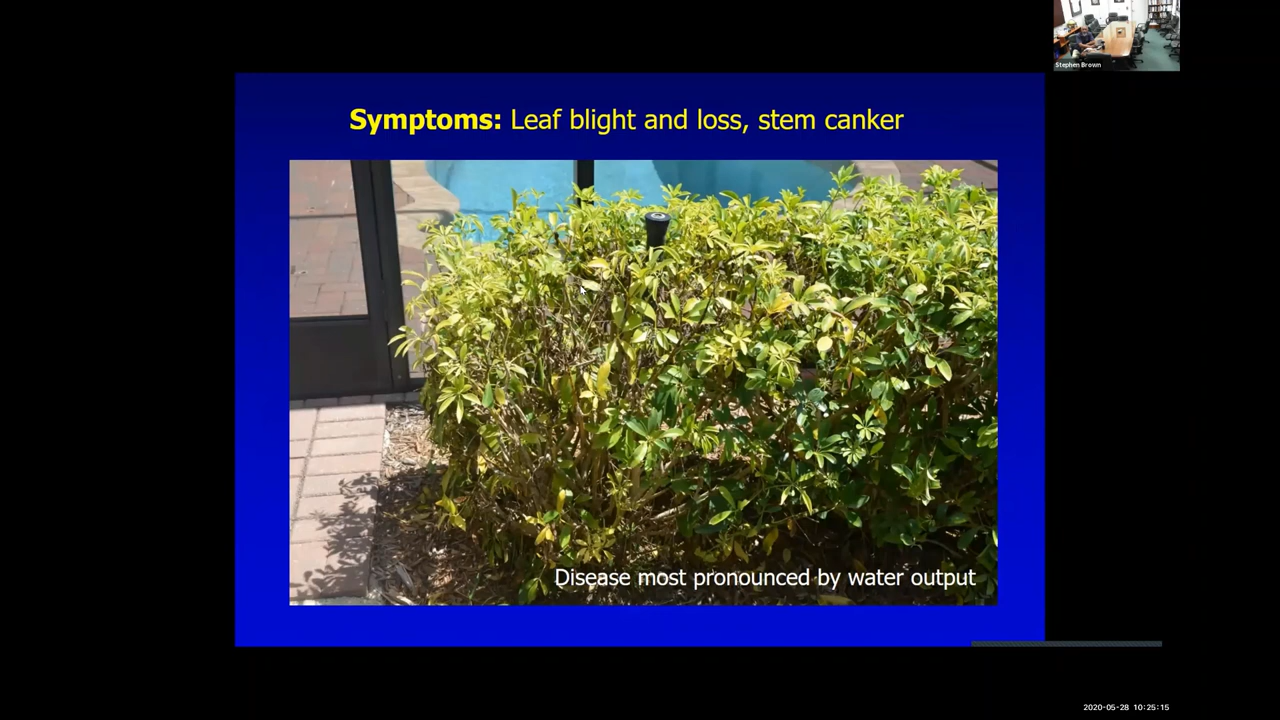 Stephen Brown
Symptoms: Leaf blight and loss, stem canker
Disease most pronounced by water output
2020-05-28 10:25:15